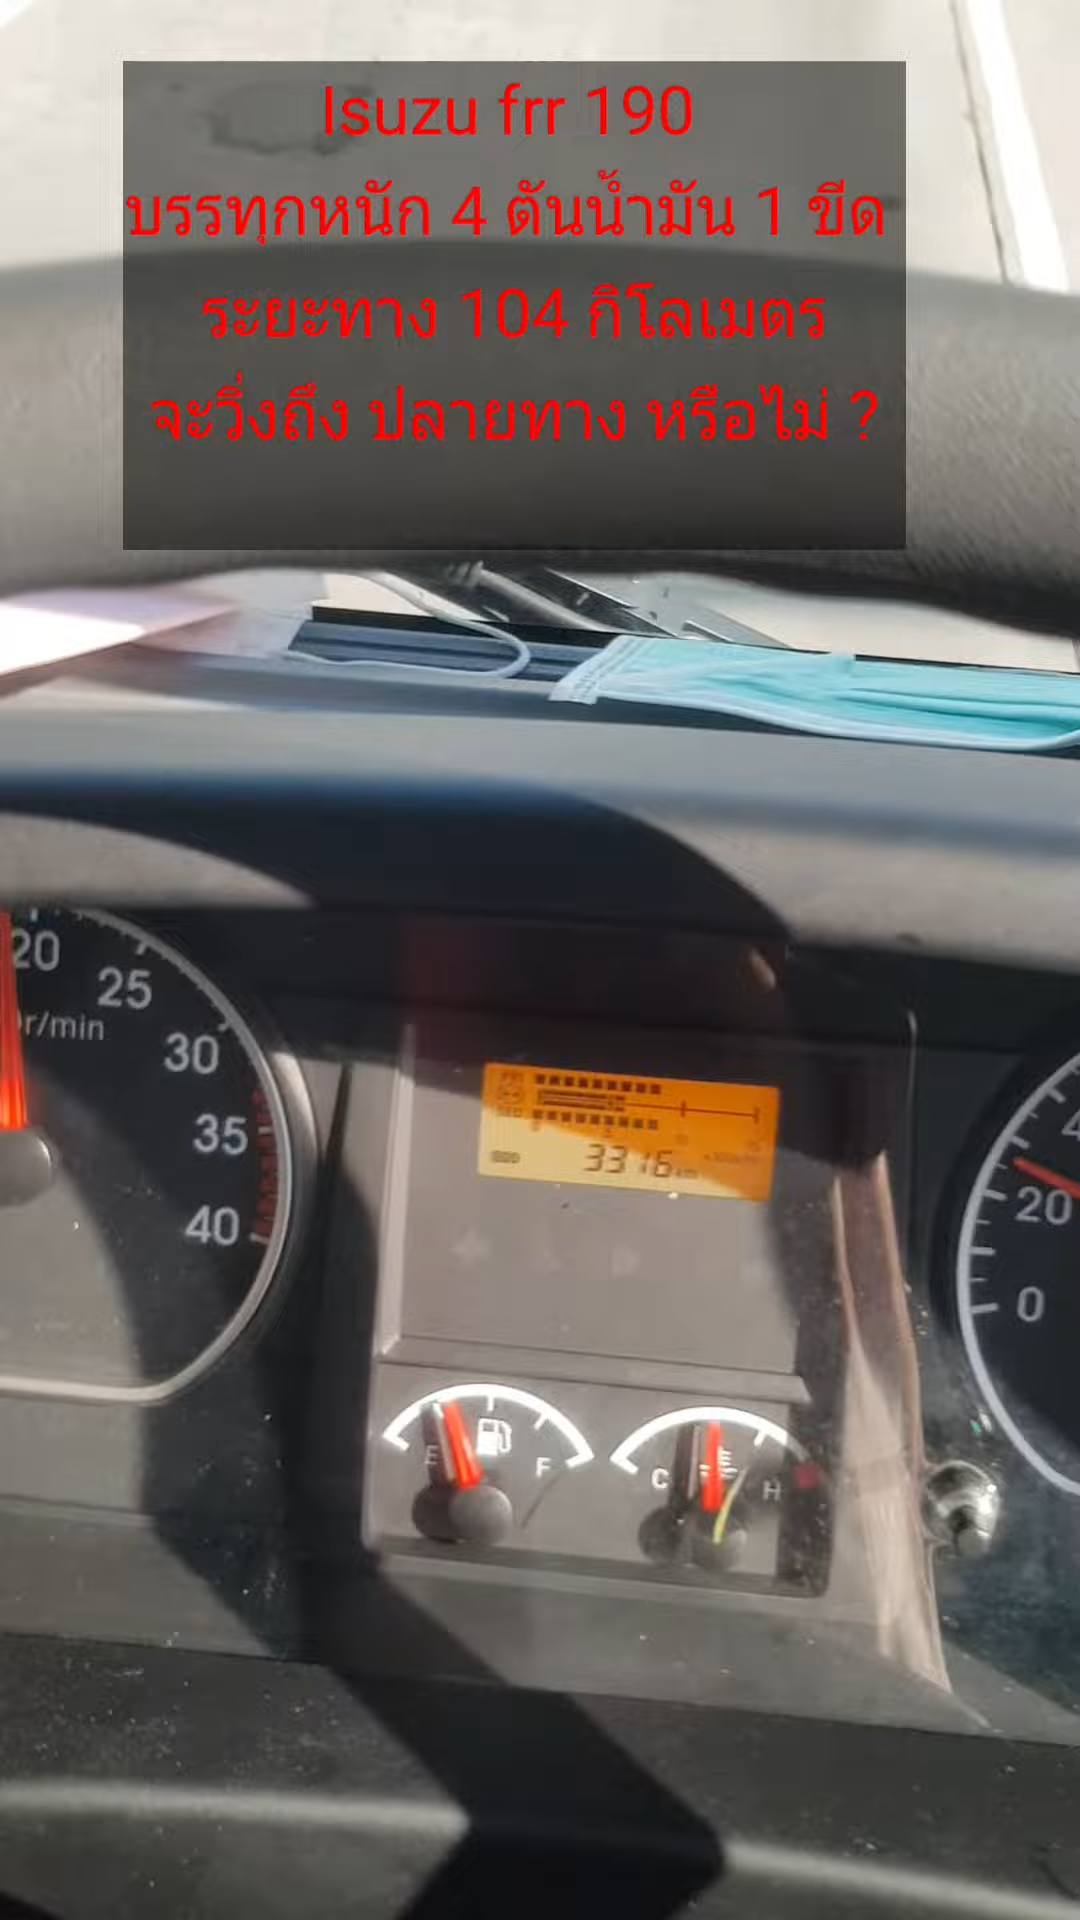 Isuzu frr 190
บรรทุกหนัก 4 ตันน้ำมัน 1 ขีด
ระยะทาง 104 กิโลเมตร
จะวิ่งถึง ปลายทาง หรือไม่ ?
20
25
r/min
30
35
40
3316 km
4
20
0
E
F
C
H